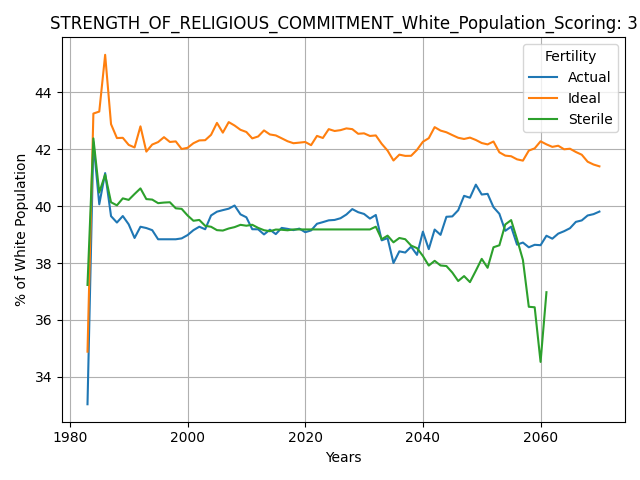 STRENGTH_OF_RELIGIOUS_COMMITMENT_White_Population_Scoring: 3
% of White Population
44
42
40
38
36
34
Fertility
Actual
Ideal
Sterile
1980
2000
2020
2040
2060
Years